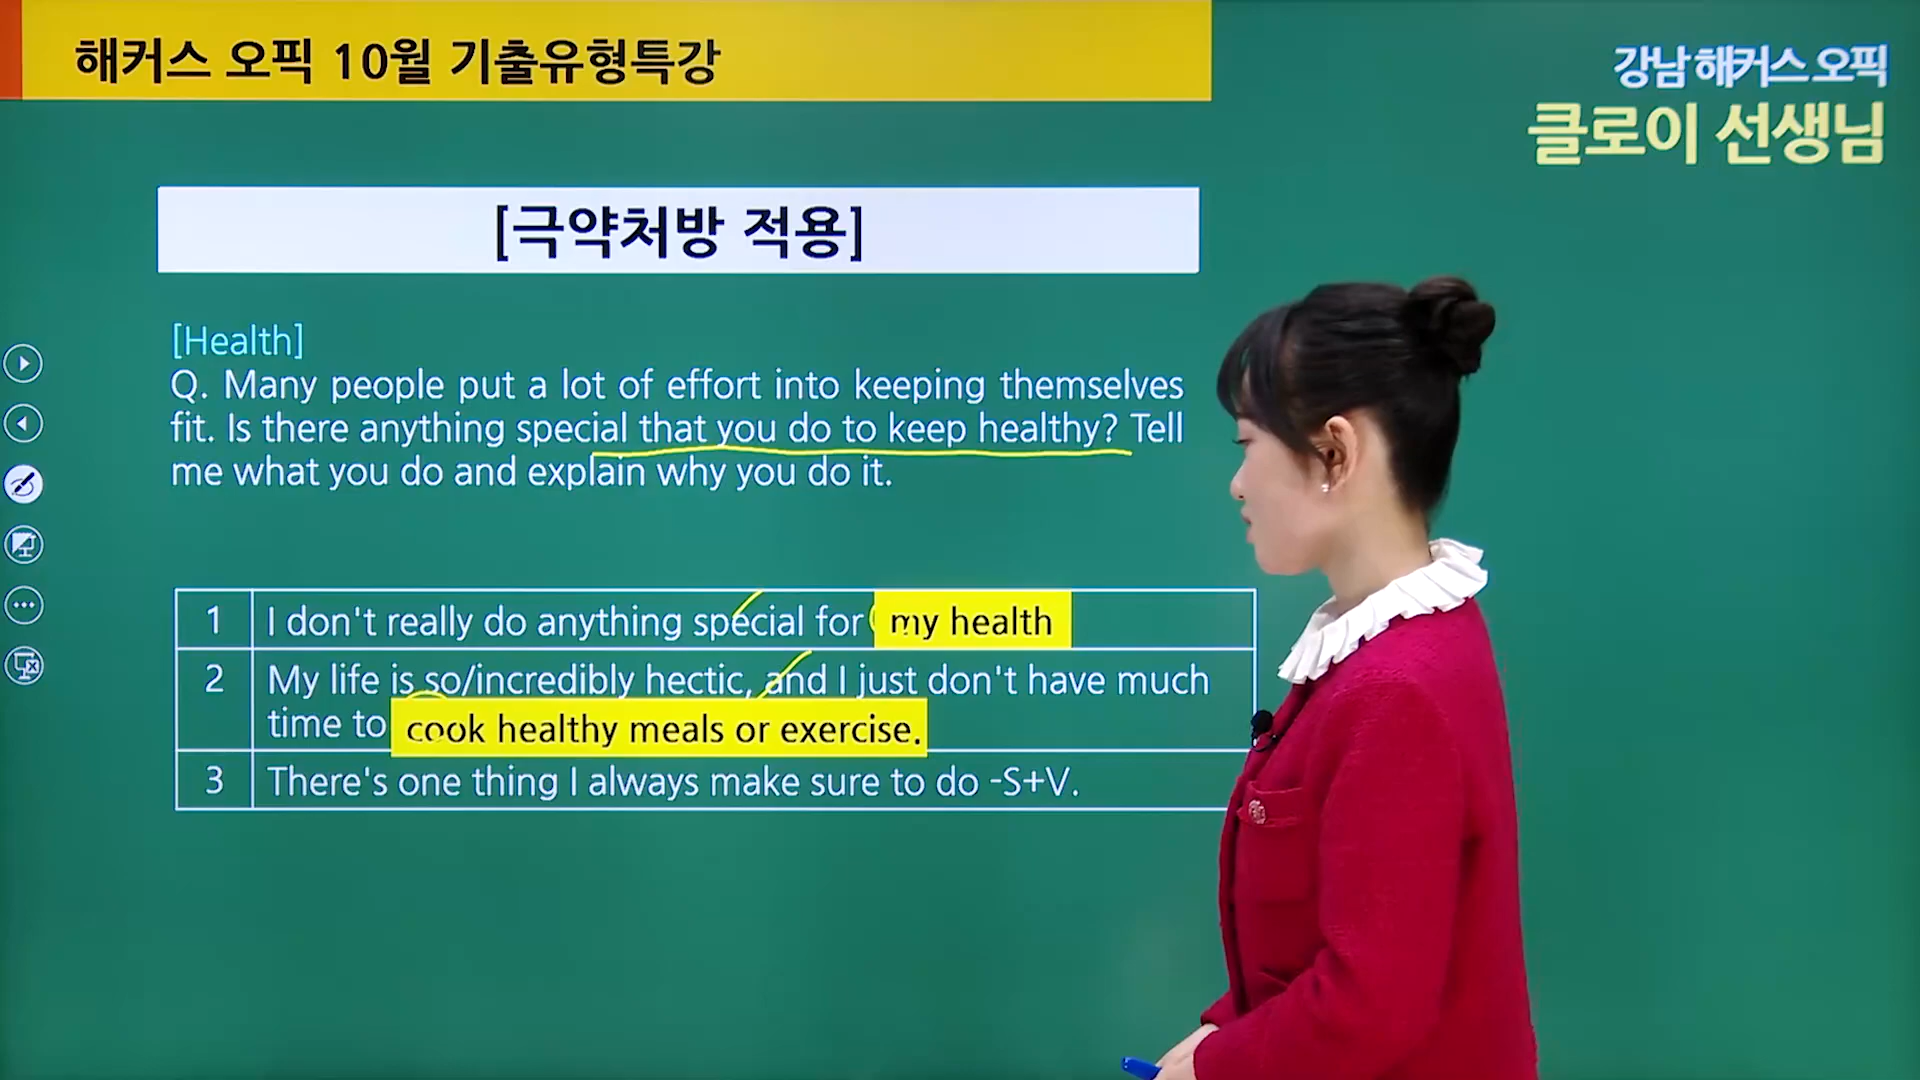 해커스 오픽 10월 기출유형특강
강남 해커스 오픽
클로이 선생님
[극약처방 적용]
[Health]
Q. Many people put a lot of effort into keeping themselves
fit. Is there anything special that you do to keep healthy? Tell
me what you do and explain why you do it.
1 I don't really do anything special for my health
2 My life is so/incredibly hectic, and I just don't have much
time to cook healthy meals or exercise.
3 There's one thing I always make sure to do -S+V.